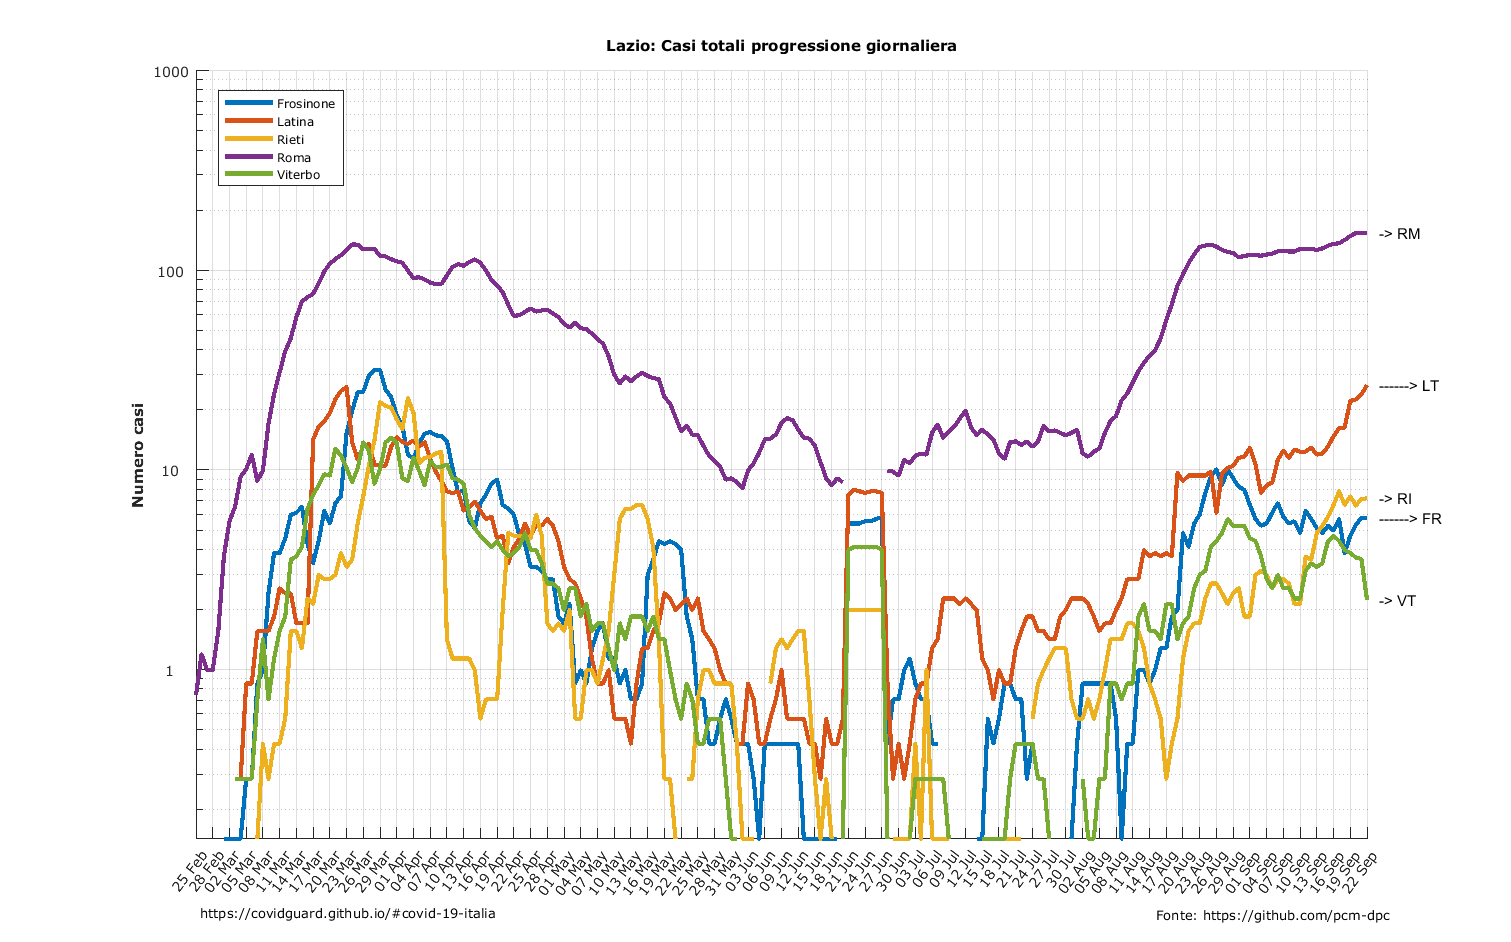 Lazio: Casi totali progressione giornaliera
1000
100
10
1
Numero casi
Frosinone
Latina
Rieti
Roma
Viterbo
-> RM
------> LT
-> RI
------> FR
-> VT
25 Feb
28 Feb
02 Mar
05 Mar
08 Mar
11 Mar
14 Mar
17 Mar
20 Mar
23 Mar
26 Mar
29 Mar
01 Apr
04 Apr
07 Apr
10 Apr
13 Apr
16 Apr
19 Apr
22 Apr
25 Apr
28 Apr
01 May
04 May
07 May
10 May
13 May
16 May
19 May
22 May
25 May
28 May
31 May
03 Jun
06 Jun
09 Jun
12 Jun
15 Jun
18 Jun
21 Jun
24 Jun
27 Jun
30 Jun
03 Jul
06 Jul
09 Jul
12 Jul
15 Jul
18 Jul
21 Jul
24 Jul
27 Jul
30 Jul
02 Aug
05 Aug
08 Aug
11 Aug
14 Aug
17 Aug
20 Aug
23 Aug
26 Aug
29 Aug
01 Sep
04 Sep
07 Sep
10 Sep
13 Sep
16 Sep
19 Sep
22 Sep
https://covidguard.github.io/#covid-19-italia
Fonte: https://github.com/pcm-dpc